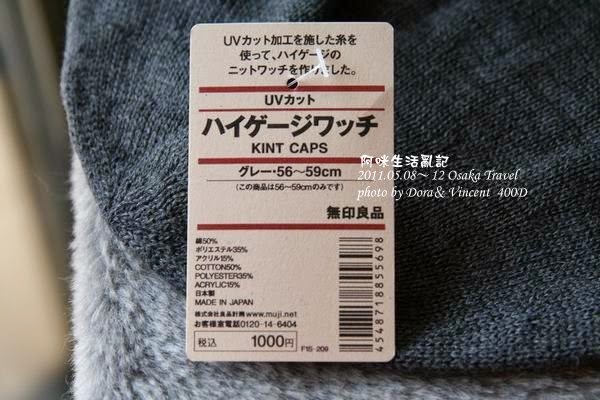 UVカット加工を施した糸を
使って、ハイゲージの
ニットワッチを作りました。
UVカット
ハイゲージワッチ
KINT CAPS
グレー・56〜59cm
(この商品は56〜59cmのみです)
無印良品
綿50%
ポリエステル35%
アクリル15%
COTTON50%
POLYESTER35%
ACRYLIC15%
日本製
MADE IN JAPAN
株式会社良品計画 www.muji.net
お客様室電話0120-14-6404
税込 1000円
F1S-209
4548718855698
阿咪生活亂記
2011.05.08~ 12 Osaka Travel
photo by Dora& Vincent 400D